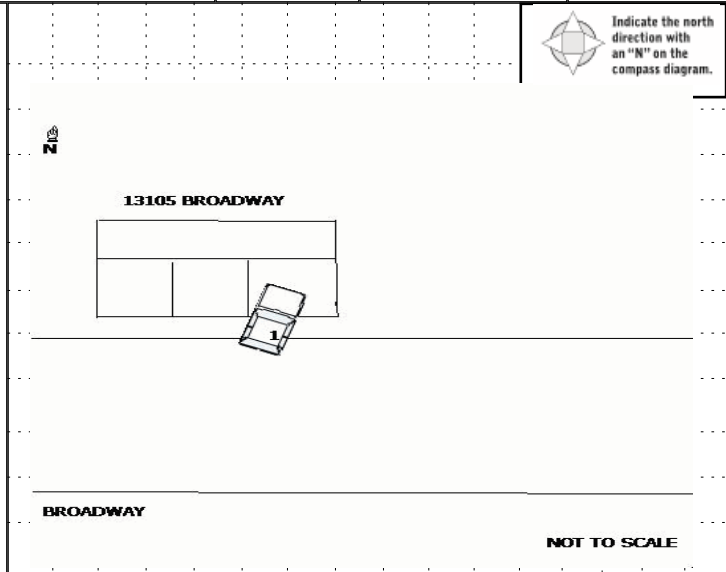 Indicate the north
direction with
an “N” on the
compass diagram.
N
13105 BROADWAY
1
BROADWAY
NOT TO SCALE